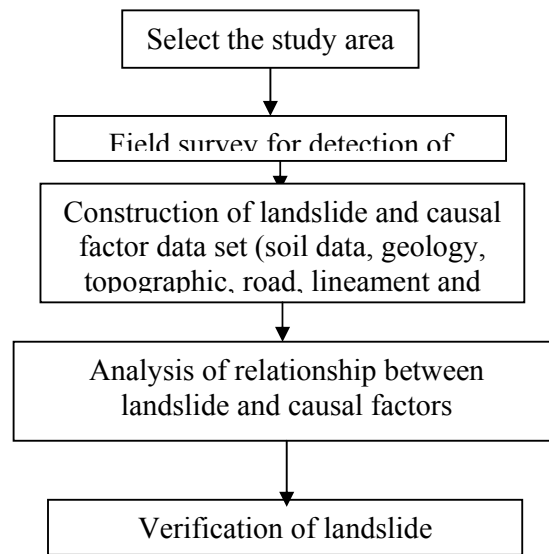 Select the study area
Field survey for detection of
Construction of landslide and causal
factor data set (soil data, geology,
topographic, road, lineament and
Analysis of relationship between
landslide and causal factors
Verification of landslide